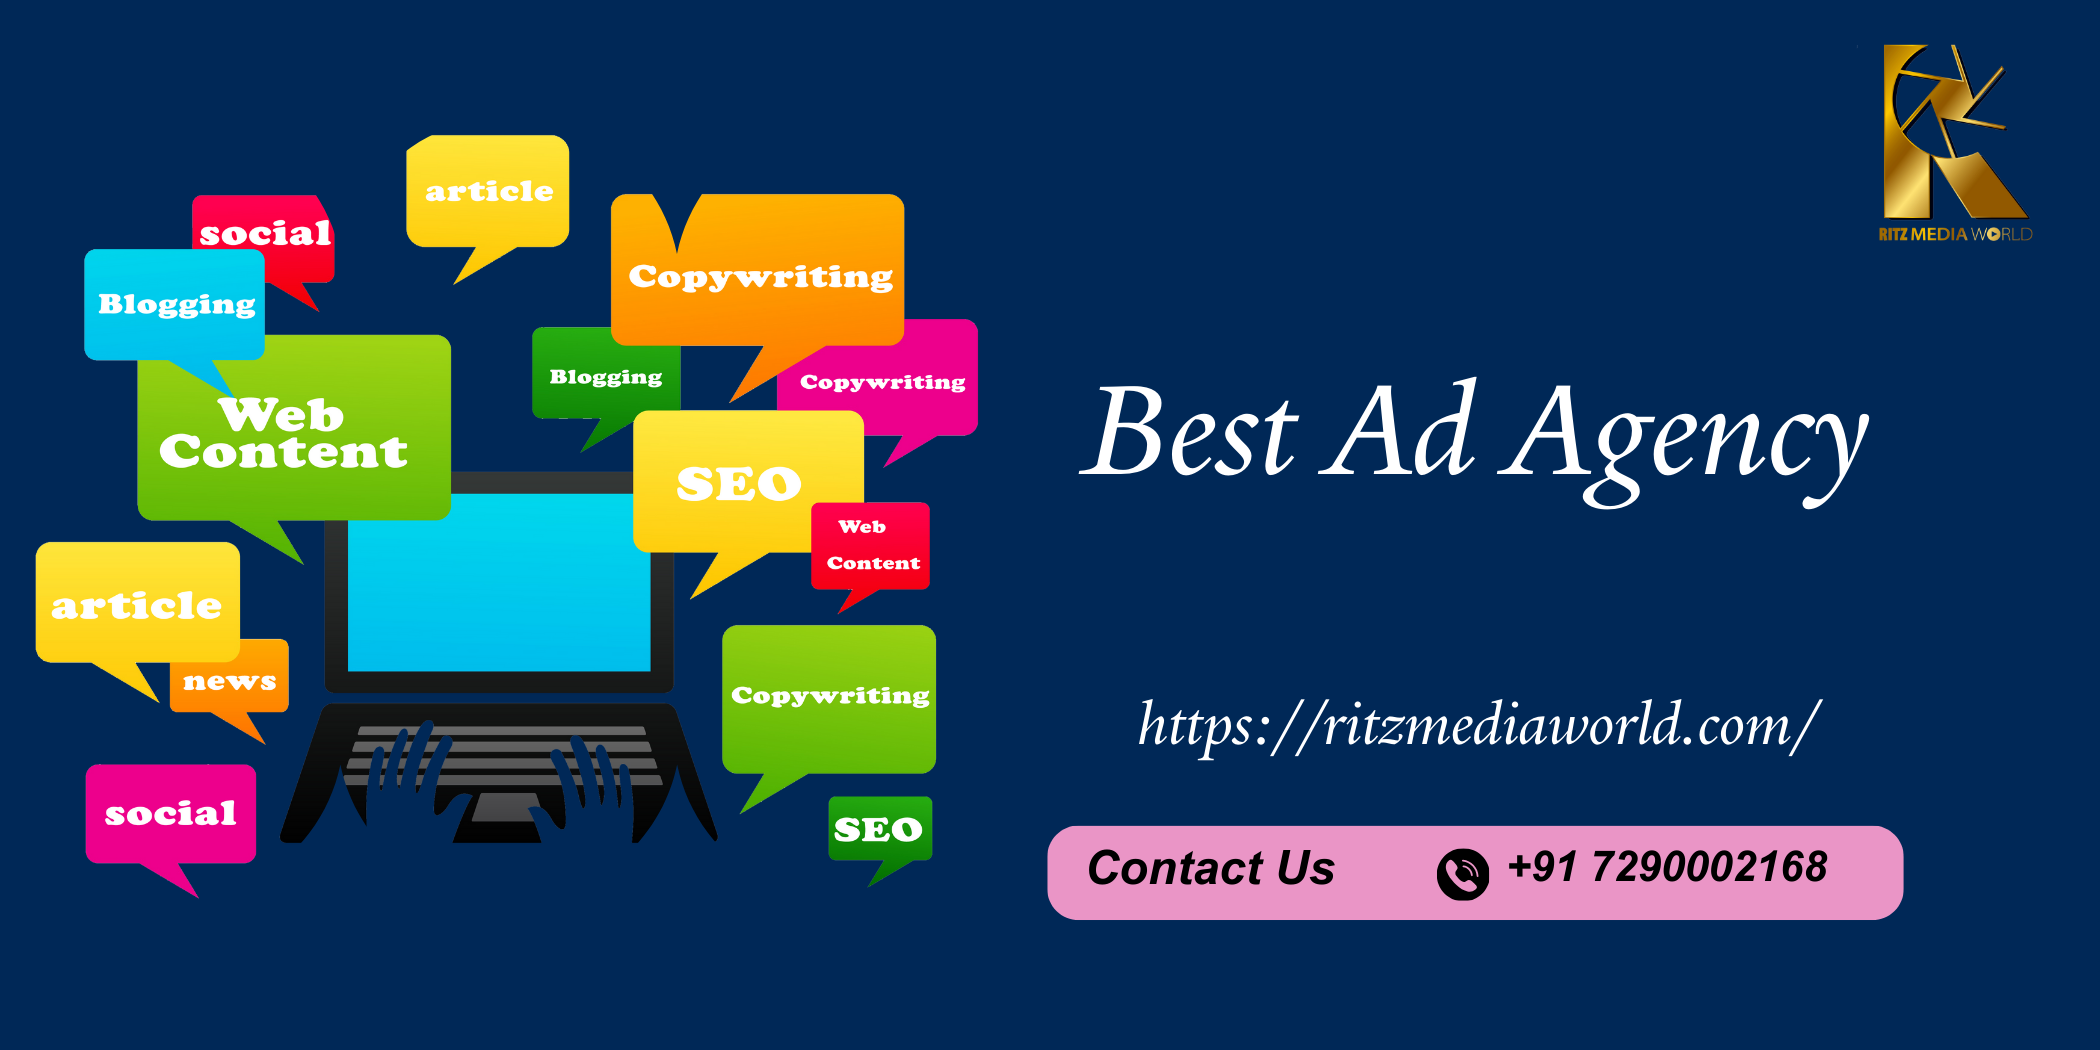 article
social
Copywriting
Blogging
Blogging
Copywriting
Web
Content
SEO
Web
Content
article
news
Copywriting
social
SEO
RITZ MEDIA WORLD
Best Ad Agency
https://ritzmediaworld.com/
Contact Us
+91 7290002168